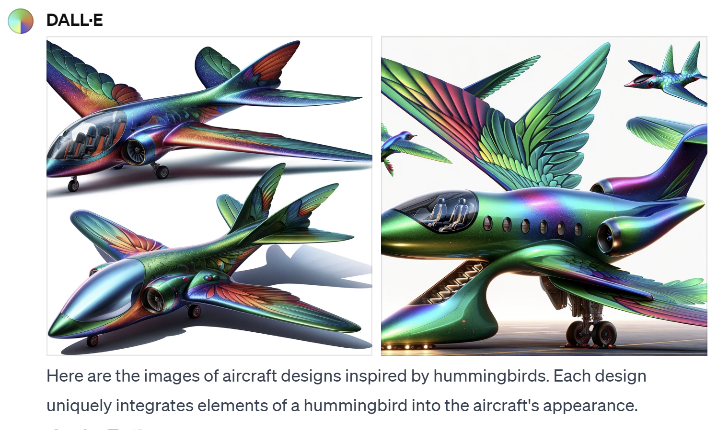 DALL·E
Here are the images of aircraft designs inspired by hummingbirds. Each design
uniquely integrates elements of a hummingbird into the aircraft's appearance.